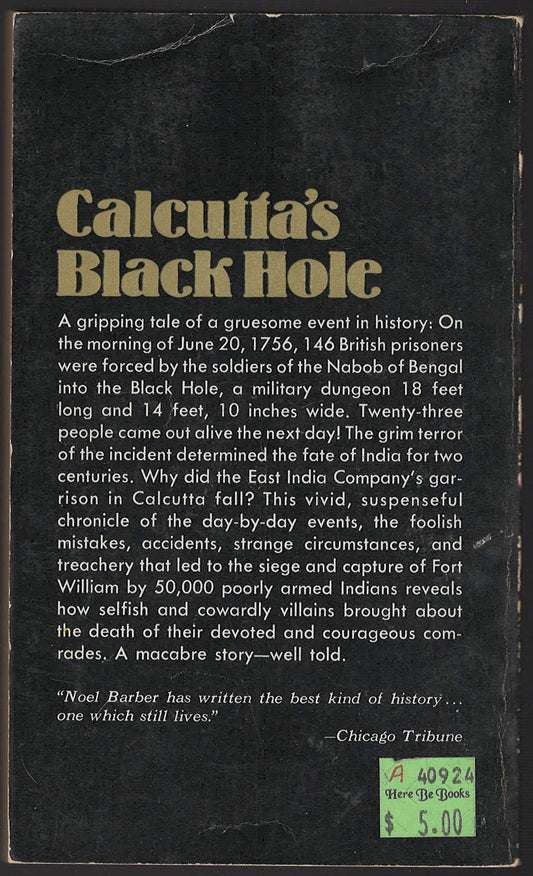 Calcutta's
Black Hole
A gripping tale of a gruesome event in history: On
the morning of June 20, 1756, 146 British prisoners
were forced by the soldiers of the Nabob of Bengal
into the Black Hole, a military dungeon 18 feet
long and 14 feet, 10 inches wide. Twenty-three
people came out alive the next day! The grim terror
of the incident determined the fate of India for two
centuries. Why did the East India Company's gar-
rison in Calcutta fall? This vivid, suspenseful
chronicle of the day-by-day events, the foolish
mistakes, accidents, strange circumstances, and
treachery that led to the siege and capture of Fort
William by 50,000 poorly armed Indians reveals
how selfish and cowardly villains brought about
the death of their devoted and courageous com-
rades. A macabre story—well told.
"Noel Barber has written the best kind of history...
one which still lives."
—Chicago Tribune
A 40924
Here Be Books
$ 5.00